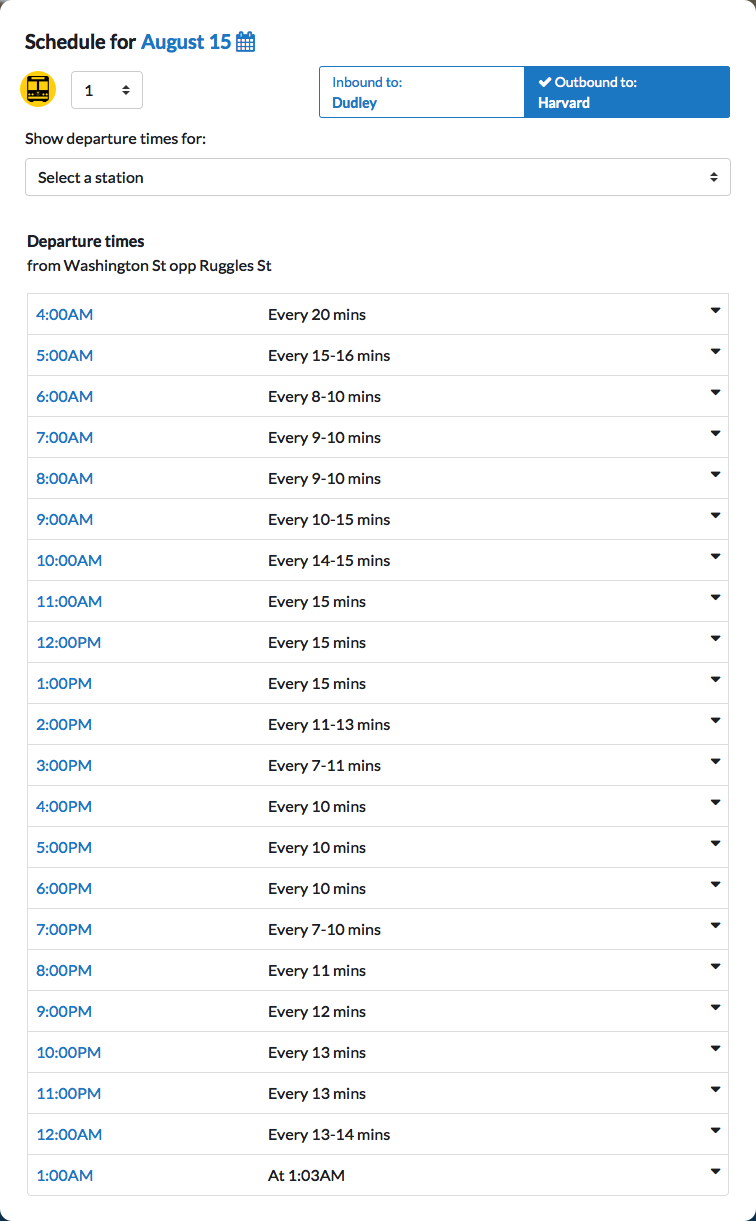 Schedule for August 15
1
Inbound to:
Dudley
Outbound to:
Harvard
Show departure times for:
Select a station
Departure times
from Washington St opp Ruggles St
4:00AM Every 20 mins
5:00AM Every 15-16 mins
6:00AM Every 8-10 mins
7:00AM Every 9-10 mins
8:00AM Every 9-10 mins
9:00AM Every 10-15 mins
10:00AM Every 14-15 mins
11:00AM Every 15 mins
12:00PM Every 15 mins
1:00PM Every 15 mins
2:00PM Every 11-13 mins
3:00PM Every 7-11 mins
4:00PM Every 10 mins
5:00PM Every 10 mins
6:00PM Every 10 mins
7:00PM Every 7-10 mins
8:00PM Every 11 mins
9:00PM Every 12 mins
10:00PM Every 13 mins
11:00PM Every 13 mins
12:00AM Every 13-14 mins
1:00AM At 1:03AM